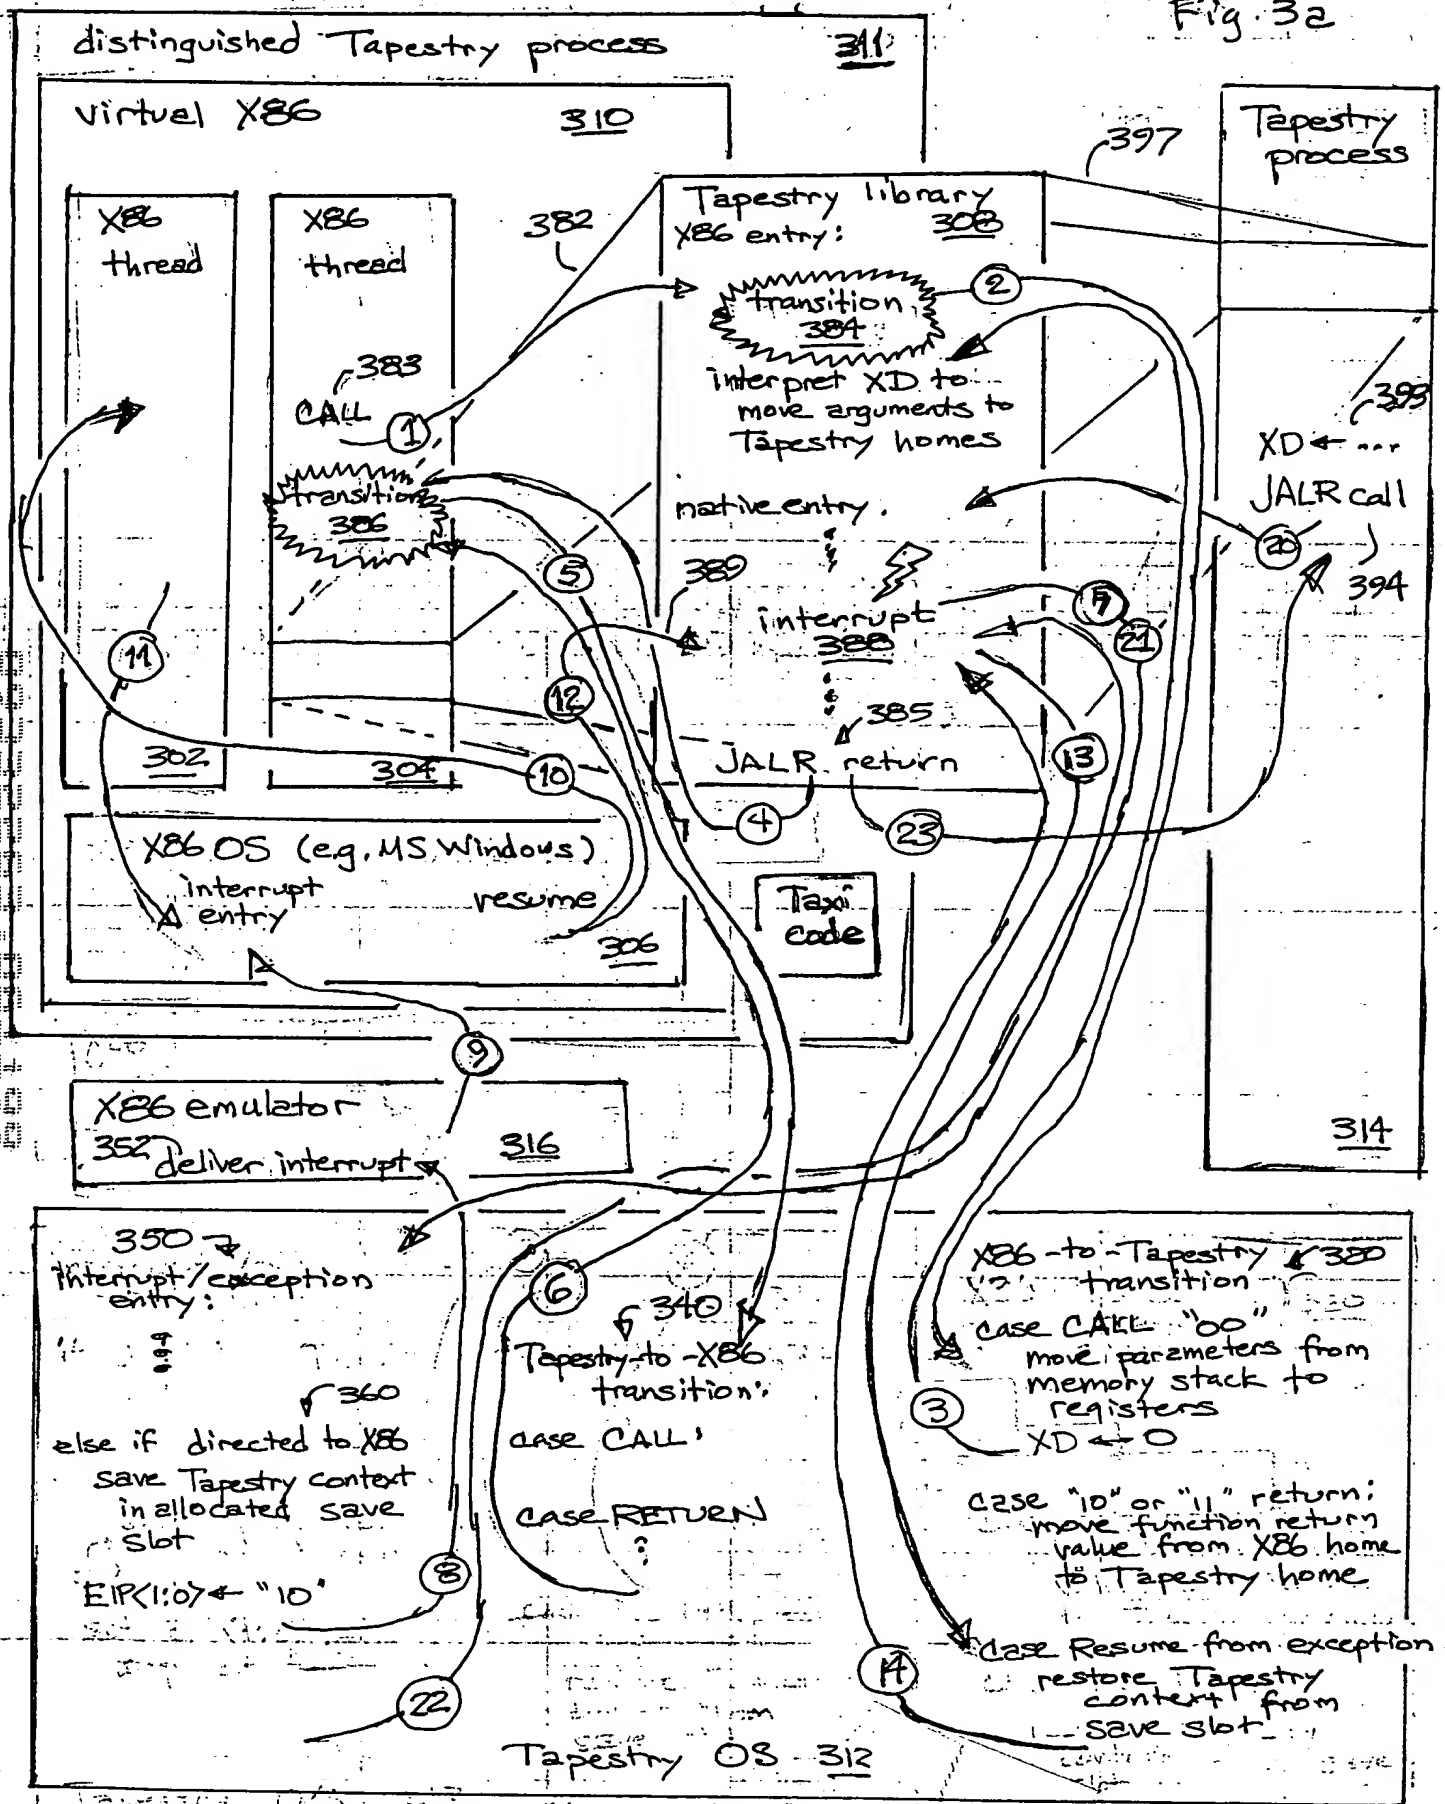 Fig. 3a
distinguished Tapestry process 311
virtual X86 310
Tapestry
process
397
X86
thread
X86
thread
382
Tapestry library
X86 entry: 308
2
transition
384
383
CALL
1
interpret XD to
move arguments to
Tapestry homes
393
XD ← ...
JALR call
20
394
transition
386
native entry.
5
389
interrupt
388
7
21
11
12
385
13
JALR return
302
304
10
4
23
X86 OS (e.g. MS Windows)
interrupt
entry
resume
306
Taxi
code
9
X86 emulator
352 deliver interrupt
316
314
350
interrupt/exception
entry:
360
else if directed to X86
save Tapestry context
in allocated save
slot
EIP<1:0> ← "10"
8
22
6
340
Tapestry-to-X86
transition:
case CALL:
case RETURN
X86-to-Tapestry 380
transition
case CALL "00"
move parameters from
memory stack to
registers
3
XD ← 0
case "10" or "11" return:
move function return
value from X86 home
to Tapestry home
case Resume from exception
restore Tapestry
context from
save slot
14
Tapestry OS 312